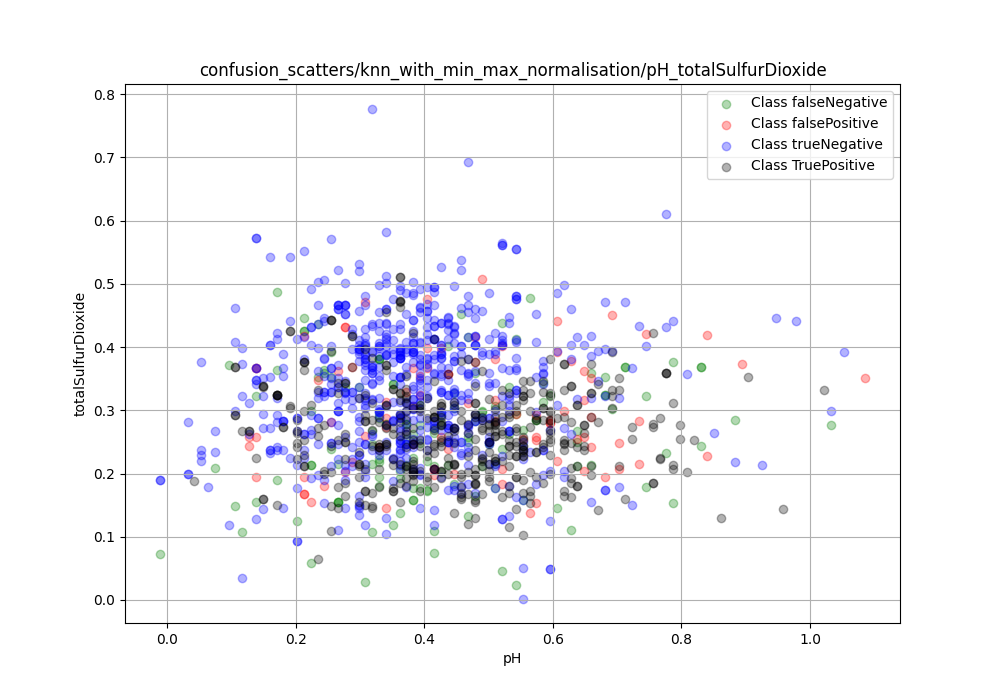 confusion_scatters/knn_with_min_max_normalisation/pH_totalSulfurDioxide
Class falseNegative
Class falsePositive
Class trueNegative
Class TruePositive
totalSulfurDioxide
0.8
0.7
0.6
0.5
0.4
0.3
0.2
0.1
0.0
0.0 0.2 0.4 0.6 0.8 1.0
pH